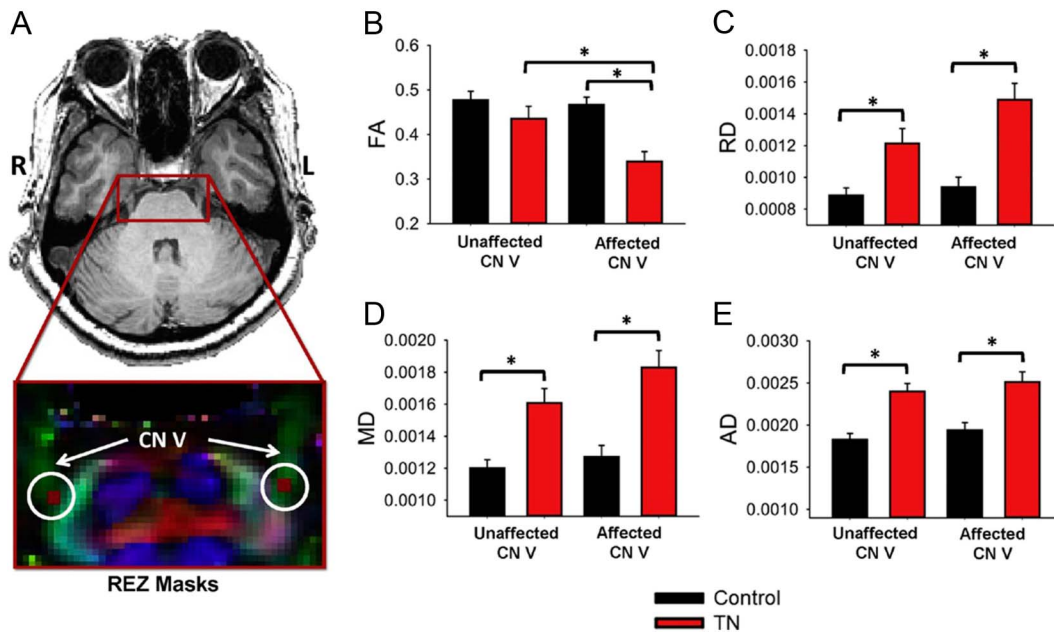 A
R
L
CN V
REZ Masks
B
FA
0.6
0.5
0.4
0.3
0.2
*
*
Unaffected
CN V
Affected
CN V
C
RD
0.0018
0.0016
0.0014
0.0012
0.0010
0.0008
*
*
Unaffected
CN V
Affected
CN V
D
MD
0.0020
0.0018
0.0016
0.0014
0.0012
0.0010
*
*
Unaffected
CN V
Affected
CN V
E
AD
0.0030
0.0025
0.0020
0.0015
0.0010
*
*
Unaffected
CN V
Affected
CN V
Control
TN